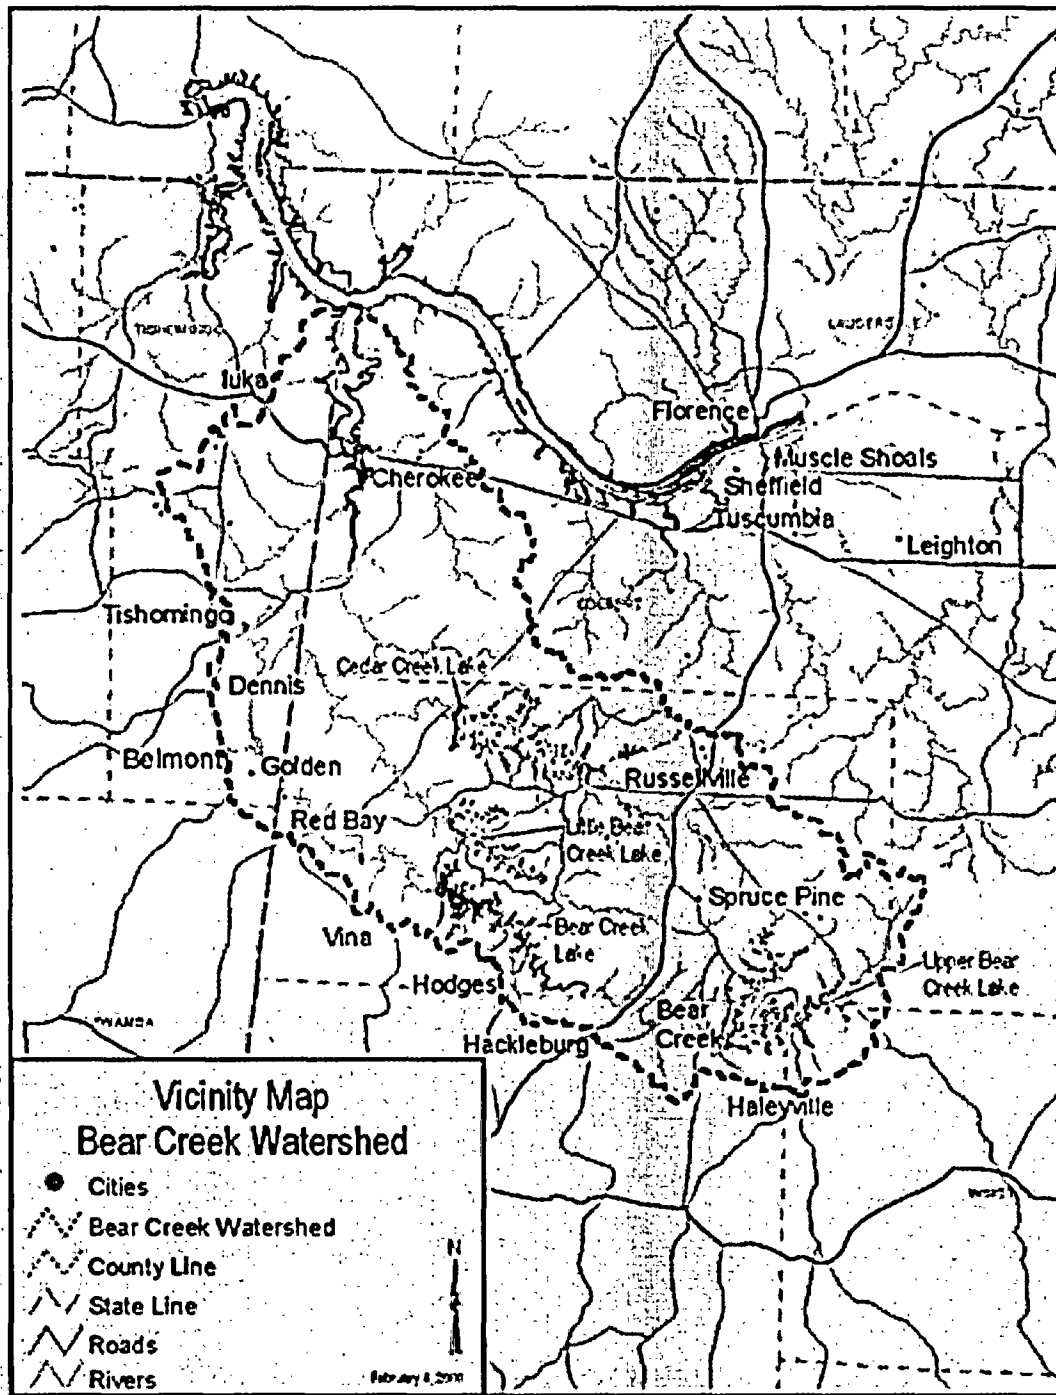 Iuka
Florence
Muscle Shoals
Cherokee
Sheffield
Tuscumbia
Leighton
Tishomingo
Cedar Creek Lake
Dennis
Belmont
Golden
Russellville
Red Bay
Little Bear
Creek Lake
Spruce Pine
Vina
Bear Creek
Lake
Hodges
Upper Bear
Creek Lake
Bear
Creek
Hackleburg
Haleyville
Vicinity Map
Bear Creek Watershed
Cities
Bear Creek Watershed
County Line
State Line
Roads
Rivers
N